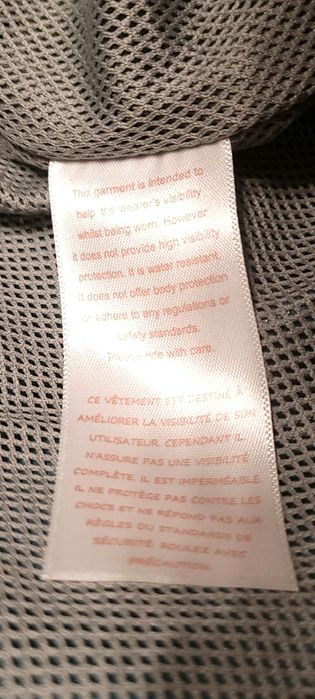 This garment is intended to
help the wearer's visibility
whilst being worn. However
it does not provide high visibility
protection. It is water resistant.
It does not offer body protection
or adhere to any regulations or
safety standards.
Please ride with care.
CE VÊTEMENT EST DESTINÉ À
AMÉLIORER LA VISIBILITÉ DE SON
UTILISATEUR. CEPENDANT IL
N'ASSURE PAS UNE VISIBILITÉ
COMPLÈTE. IL EST IMPERMÉABLE.
IL NE PROTÈGE PAS CONTRE LES
CHOCS ET NE RÉPOND PAS AUX
RÈGLES OU STANDARDS DE
SÉCURITÉ. ROULEZ AVEC
PRÉCAUTION.